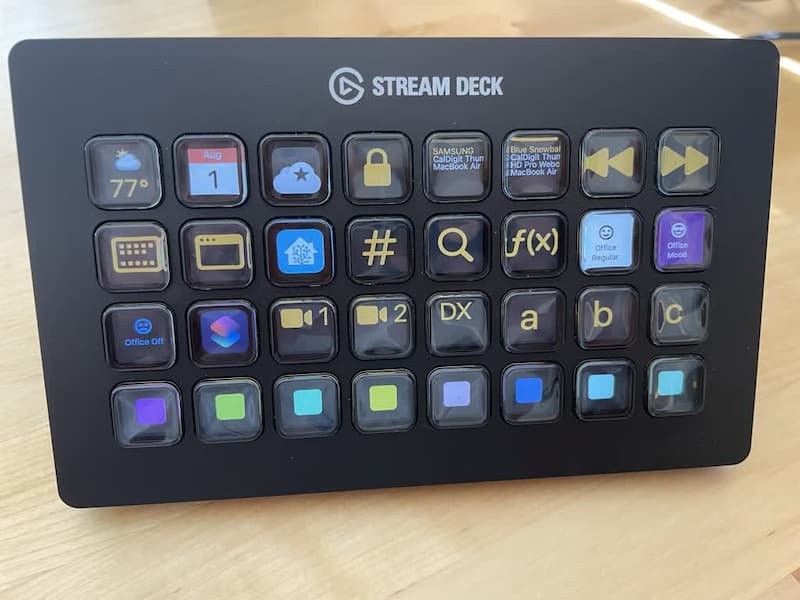 STREAM DECK
77°
Aug
1
SAMSUNG
CalDigit Thun
MacBook Air
Blue Snowbal
CalDigit Thun
HD Pro Webc
MacBook Air
#
f(x)
Office
Regular
Office
Mood
Office Off
1
2
DX
a
b
c